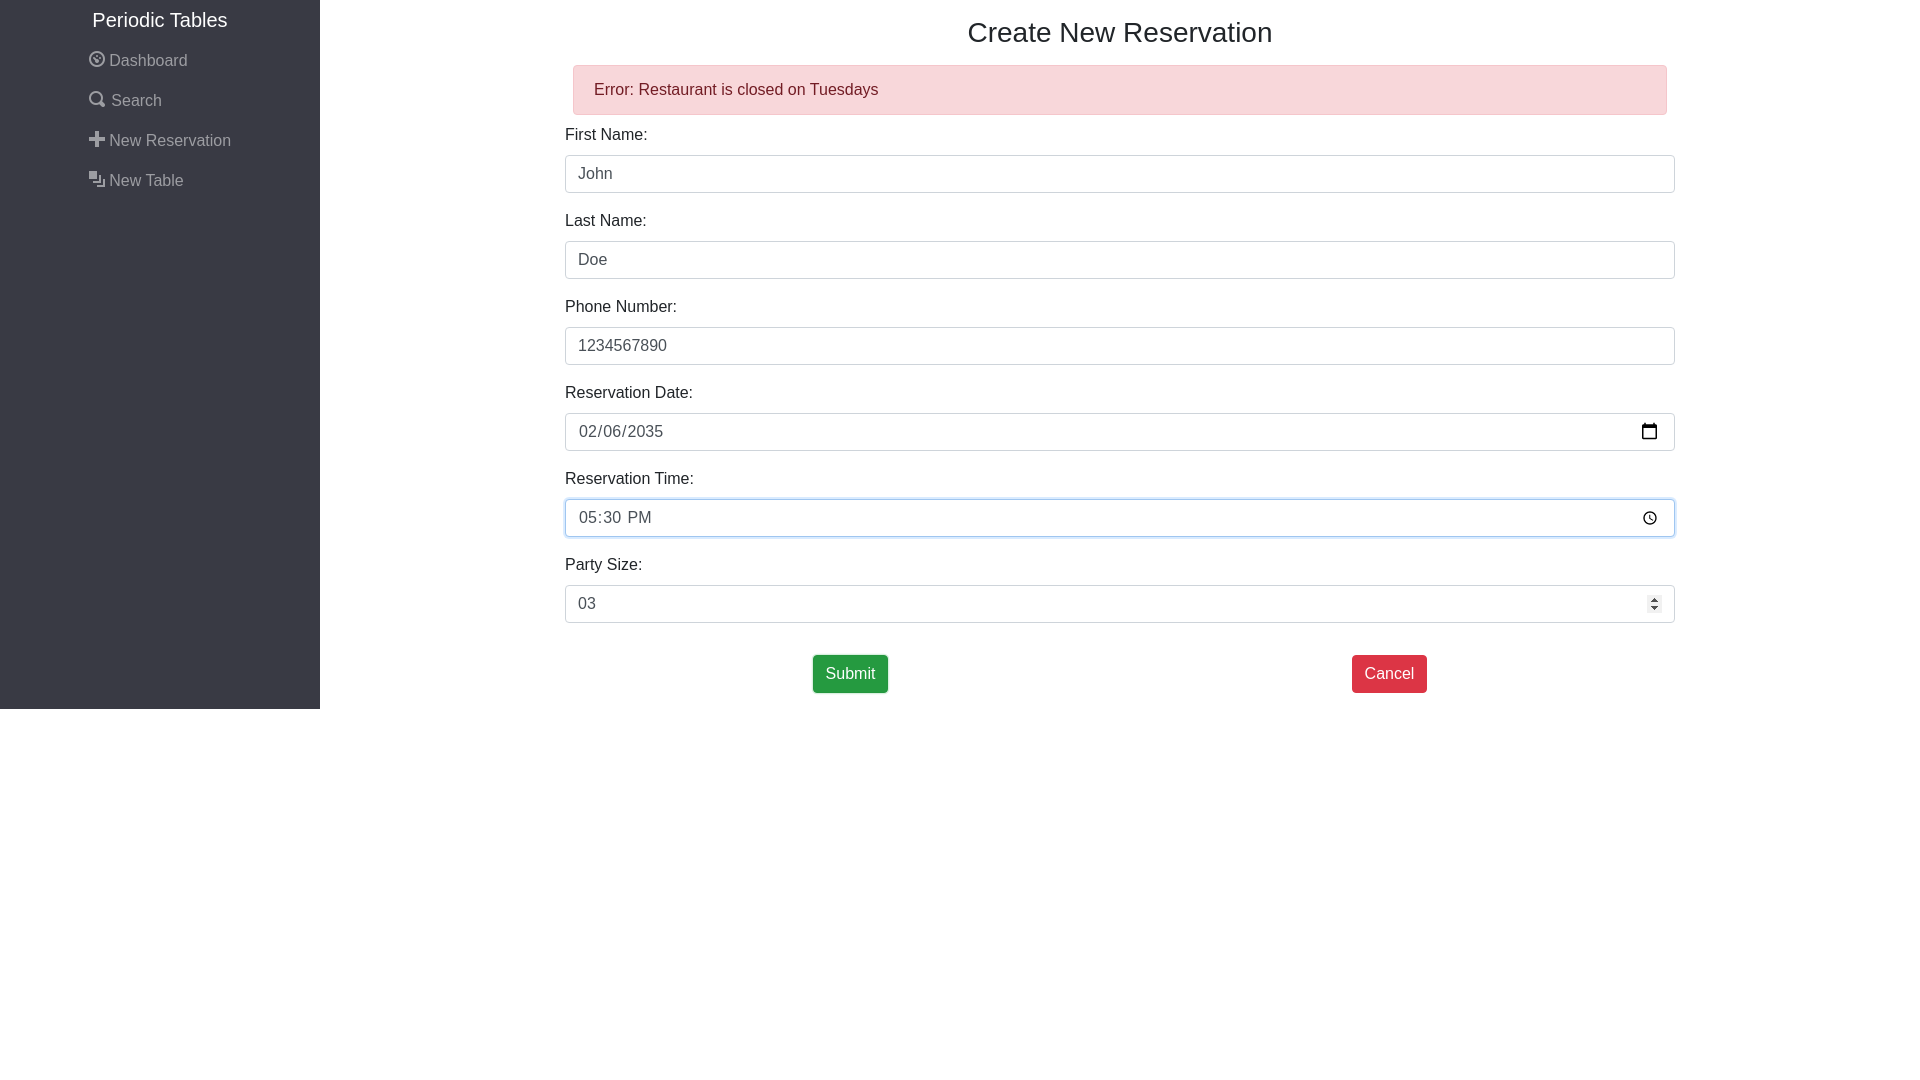 Periodic Tables
Dashboard
Search
New Reservation
New Table
Create New Reservation
Error: Restaurant is closed on Tuesdays
First Name:
John
Last Name:
Doe
Phone Number:
1234567890
Reservation Date:
02/06/2035
Reservation Time:
05:30 PM
Party Size:
03
Submit
Cancel